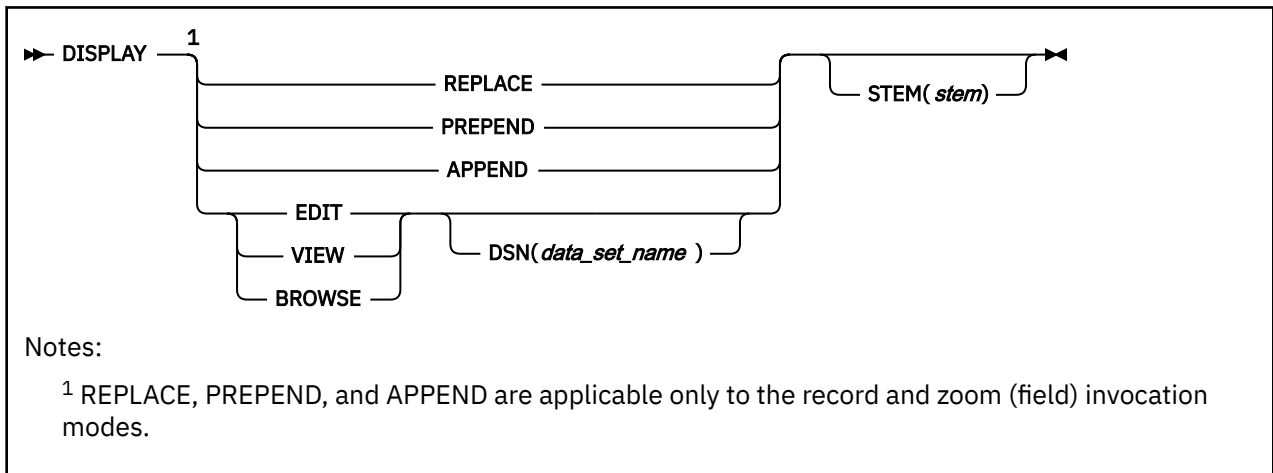 1
DISPLAY
REPLACE
STEM( stem)
PREPEND
APPEND
EDIT
VIEW
DSN( data_set_name )
BROWSE
Notes:
1 REPLACE, PREPEND, and APPEND are applicable only to the record and zoom (field) invocation
modes.